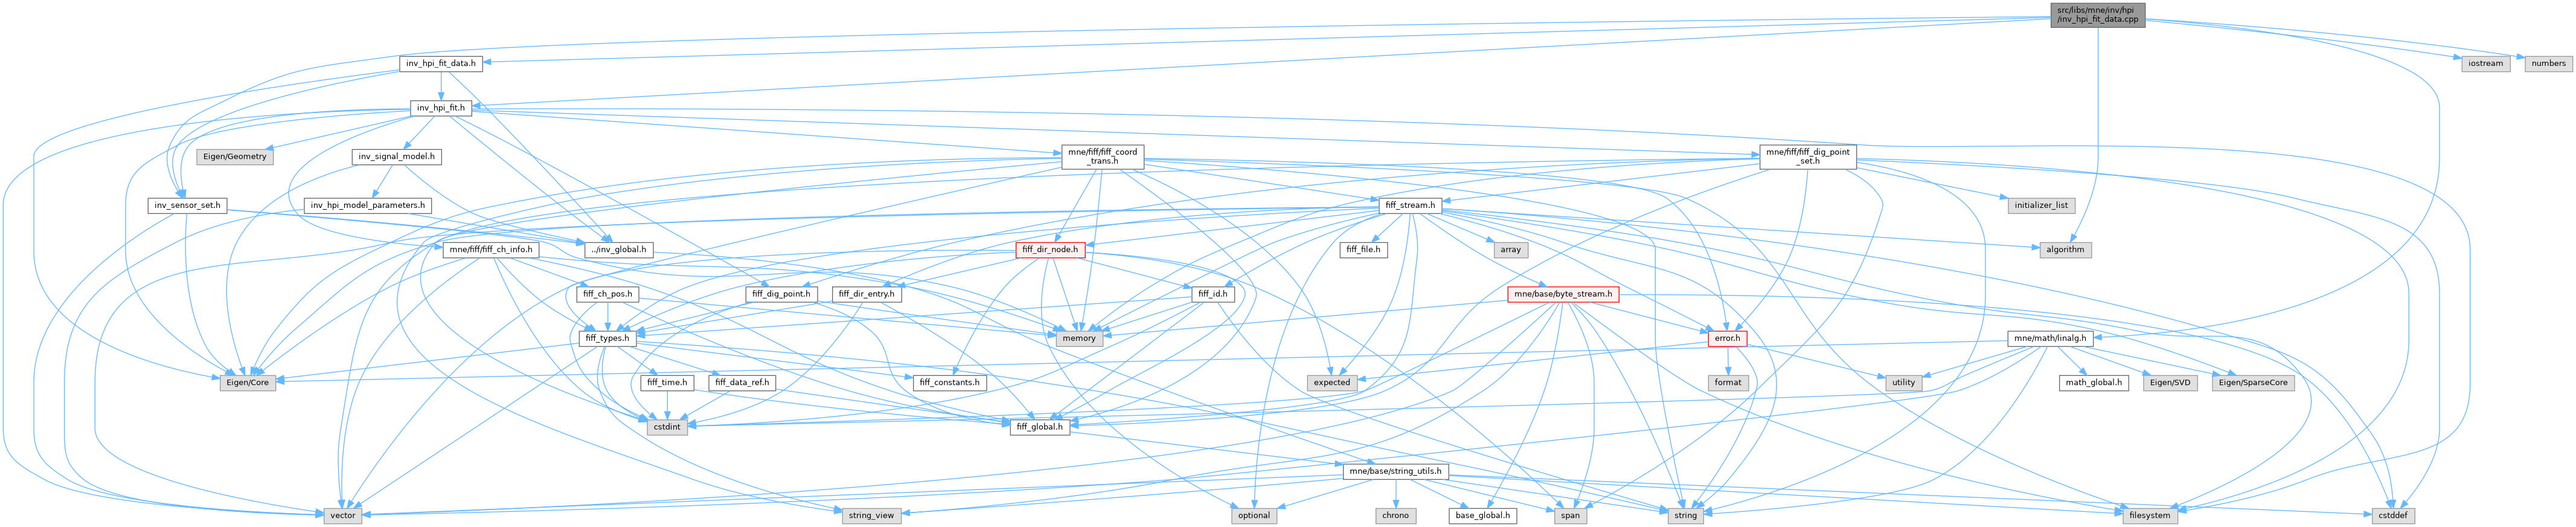 src/libs/mne/inv/hpi
/inv_hpi_fit_data.cpp
inv_hpi_fit_data.h
iostream
numbers
inv_hpi_fit.h
Eigen/Geometry
inv_signal_model.h
mne/fiff/fiff_coord
_trans.h
mne/fiff/fiff_dig_point
_set.h
inv_sensor_set.h
inv_hpi_model_parameters.h
fiff_stream.h
initializer_list
mne/fiff/fiff_ch_info.h
../inv_global.h
fiff_dir_node.h
fiff_file.h
array
algorithm
fiff_ch_pos.h
fiff_dig_point.h
fiff_dir_entry.h
fiff_id.h
mne/base/byte_stream.h
fiff_types.h
memory
error.h
mne/math/linalg.h
Eigen/Core
fiff_time.h
fiff_data_ref.h
fiff_constants.h
expected
format
utility
math_global.h
Eigen/SVD
Eigen/SparseCore
cstdint
fiff_global.h
mne/base/string_utils.h
vector
string_view
optional
chrono
base_global.h
span
string
filesystem
cstddef